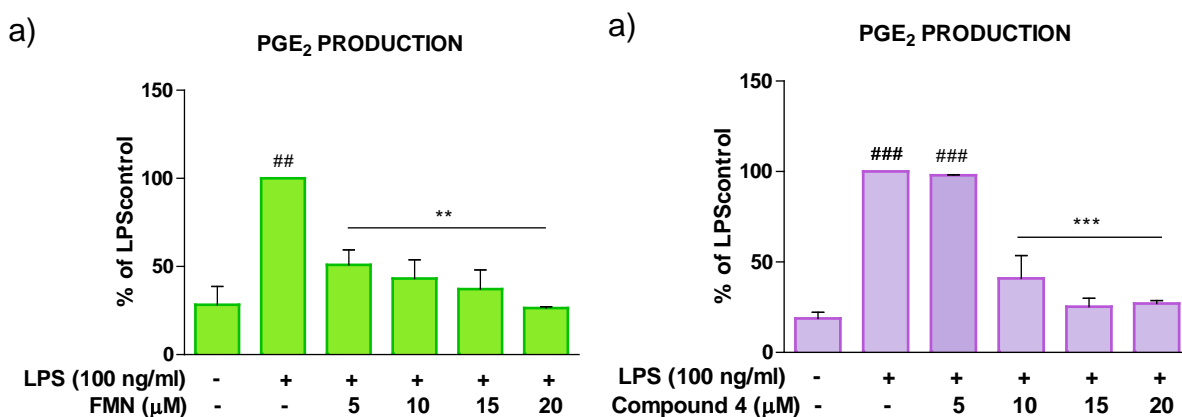 a)
PGE₂ PRODUCTION
% of LPScontrol
150
100
50
0
##
**
LPS (100 ng/ml) - + + + + +
FMN (µM) - - 5 10 15 20
a)
PGE₂ PRODUCTION
% of LPScontrol
150
100
50
0
###
###
***
LPS (100 ng/ml) - + + + + +
Compound 4 (µM) - - 5 10 15 20